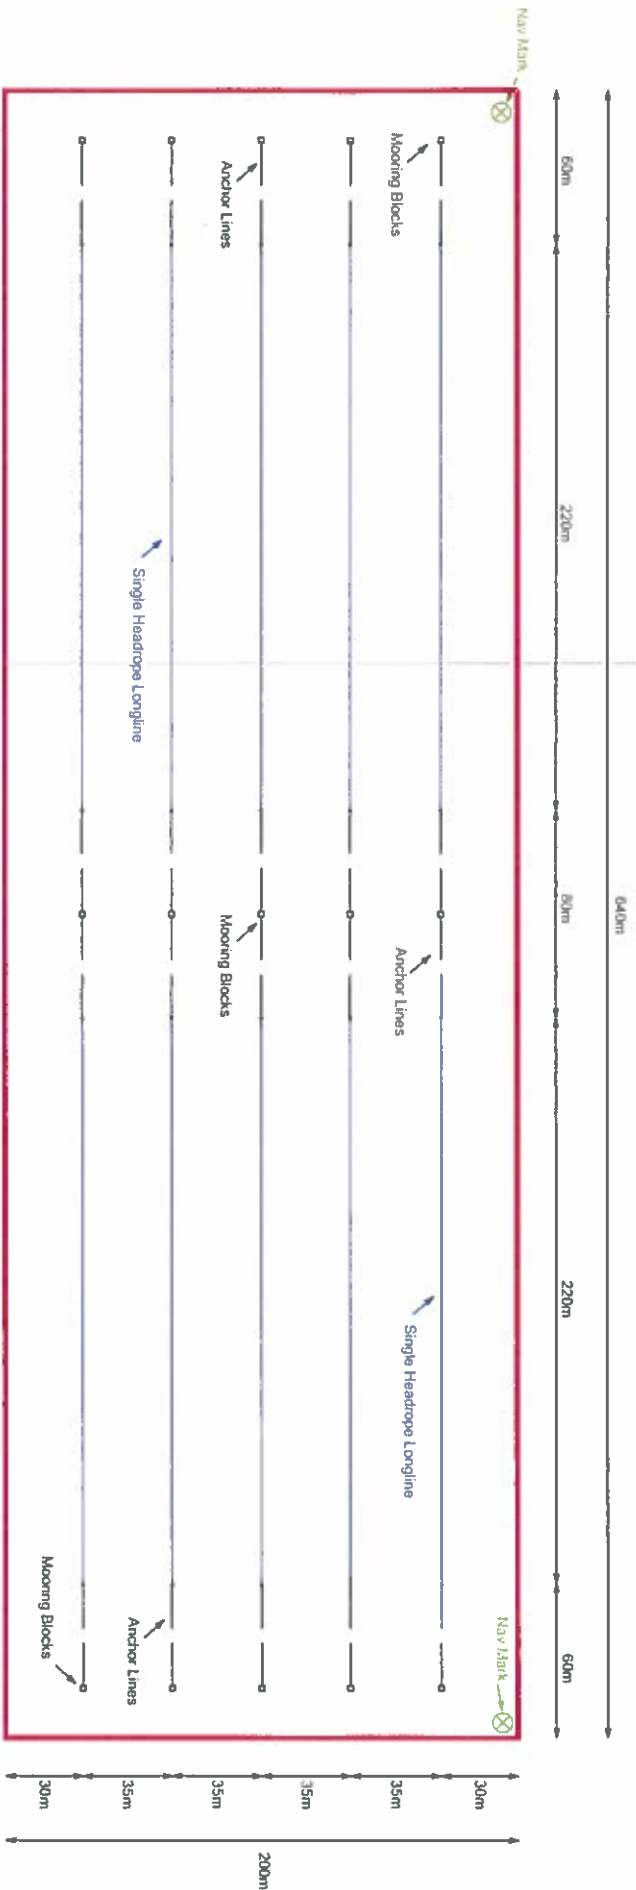 640m
60m
220m
80m
220m
60m
Nav Mark
Nav Mark
30m
Mooring Blocks
Anchor Lines
Single Headrope Longline
35m
35m
Anchor Lines
Mooring Blocks
200m
35m
Single Headrope Longline
Anchor Lines
35m
Mooring Blocks
30m